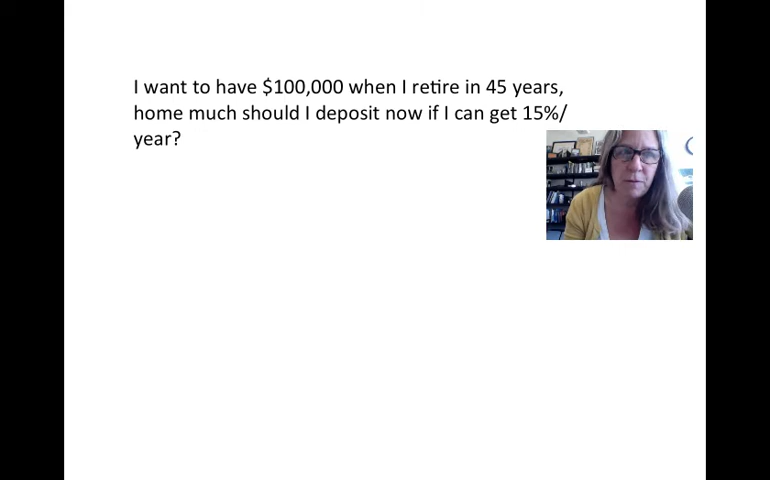 I want to have $100,000 when I retire in 45 years,
home much should I deposit now if I can get 15%/
year?